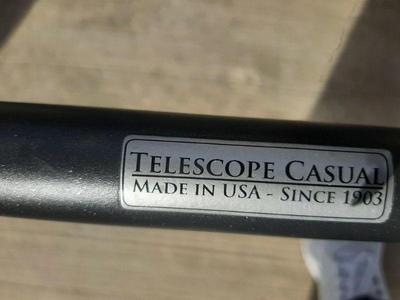 TELESCOPE CASUAL
MADE IN USA - SINCE 1903